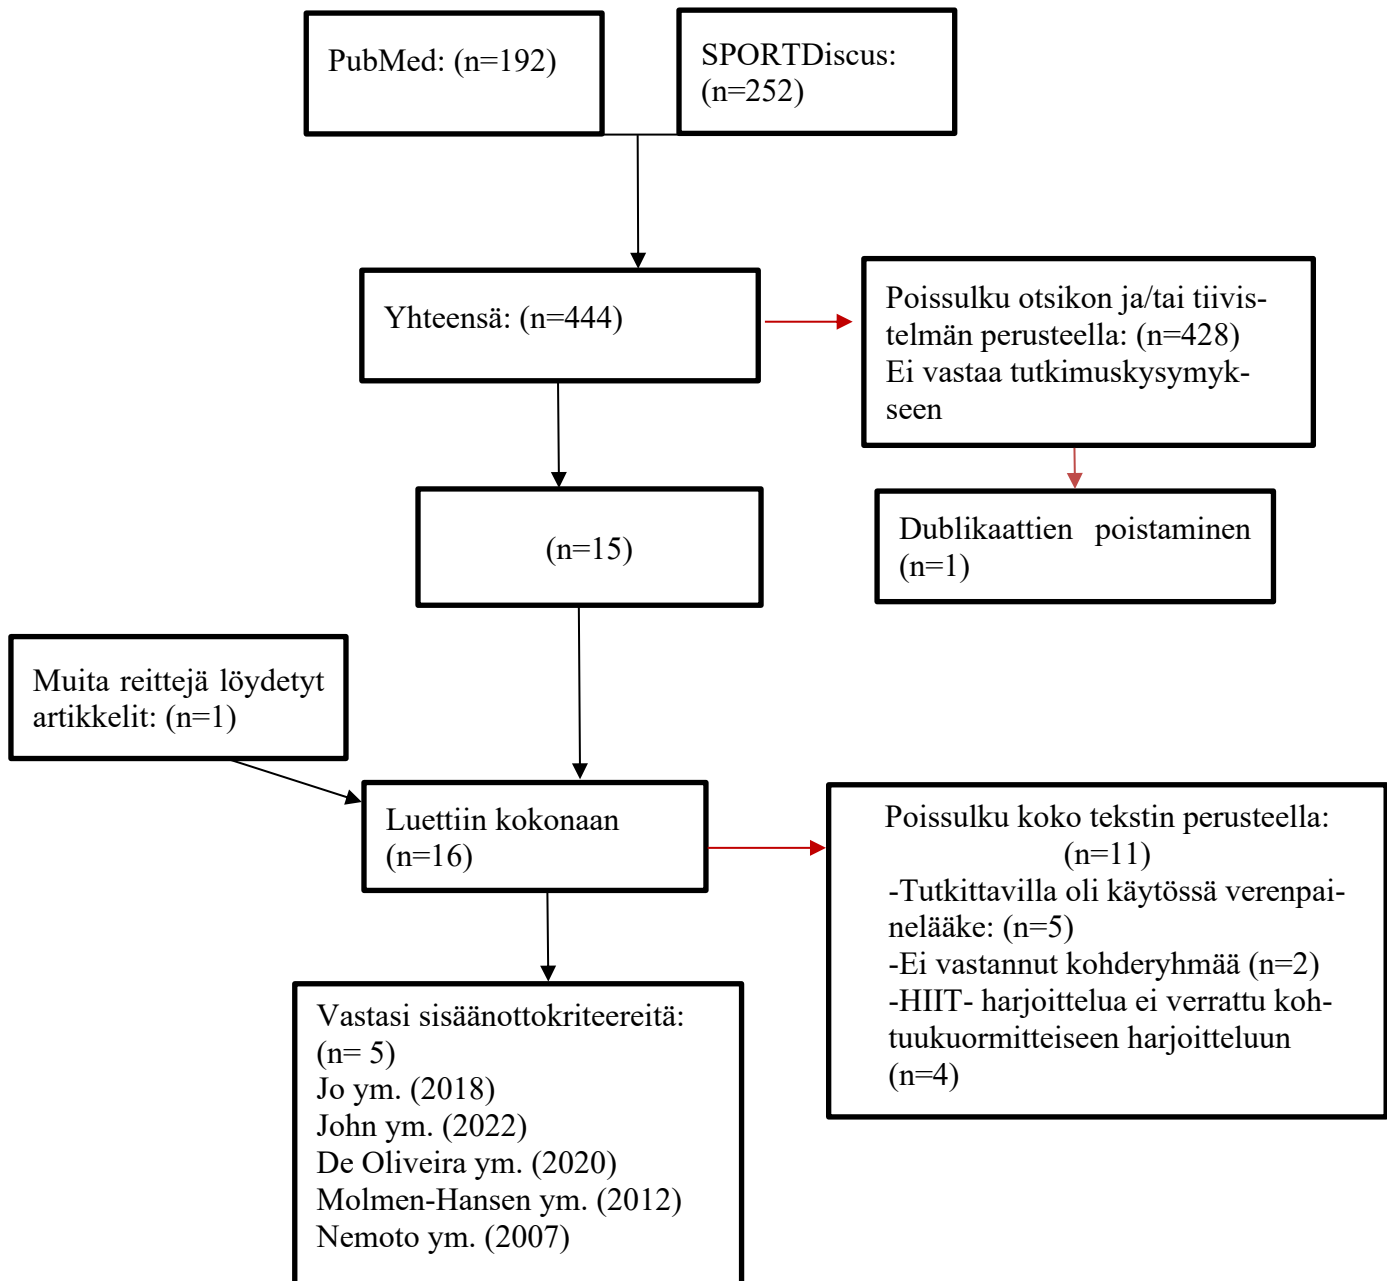 PubMed: (n=192)
SPORTDiscus:
(n=252)
Yhteensä: (n=444)
Poissulku otsikon ja/tai tiivis-
telmän perusteella: (n=428)
Ei vastaa tutkimuskysymyk-
seen
(n=15)
Dublikaattien poistaminen
(n=1)
Muita reittejä löydetyt
artikkelit: (n=1)
Luettiin kokonaan
(n=16)
Poissulku koko tekstin perusteella:
(n=11)
-Tutkittavilla oli käytössä verenpai-
nelääke: (n=5)
-Ei vastannut kohderyhmää (n=2)
-HIIT- harjoittelua ei verrattu koh-
tuukuormitteiseen harjoitteluun
(n=4)
Vastasi sisäänottokriteereitä:
(n= 5)
Jo ym. (2018)
John ym. (2022)
De Oliveira ym. (2020)
Molmen-Hansen ym. (2012)
Nemoto ym. (2007)